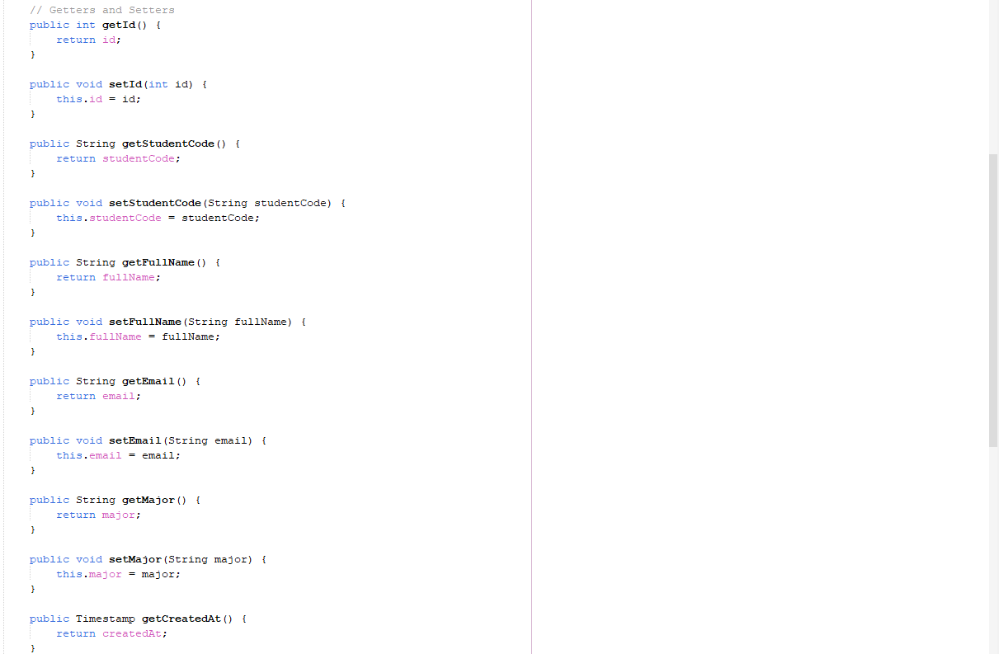 // Getters and Setters
public int getId() {
    return id;
}

public void setId(int id) {
    this.id = id;
}

public String getStudentCode() {
    return studentCode;
}

public void setStudentCode(String studentCode) {
    this.studentCode = studentCode;
}

public String getFullName() {
    return fullName;
}

public void setFullName(String fullName) {
    this.fullName = fullName;
}

public String getEmail() {
    return email;
}

public void setEmail(String email) {
    this.email = email;
}

public String getMajor() {
    return major;
}

public void setMajor(String major) {
    this.major = major;
}

public Timestamp getCreatedAt() {
    return createdAt;
}